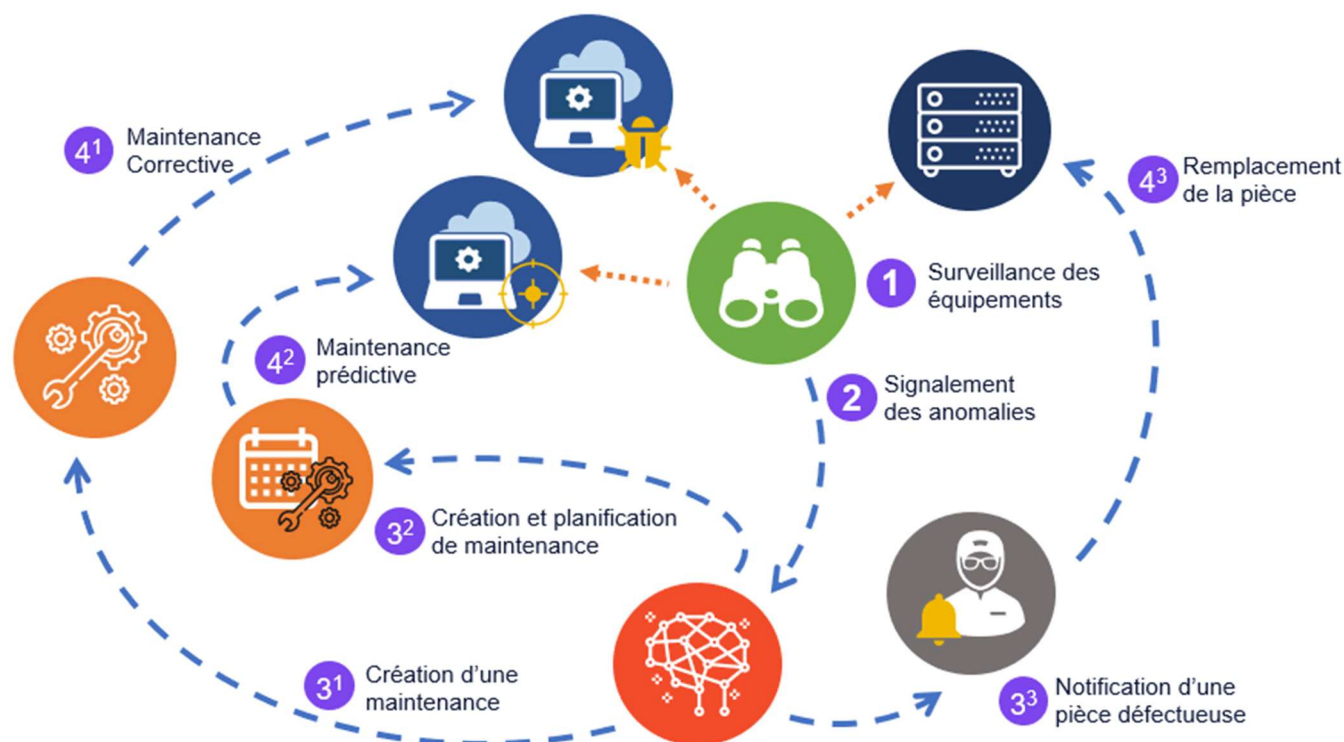 4¹ Maintenance
Corrective
4³ Remplacement
de la pièce
1 Surveillance des
équipements
4² Maintenance
prédictive
2 Signalement
des anomalies
3² Création et planification
de maintenance
3¹ Création d’une
maintenance
3³ Notification d’une
pièce défectueuse